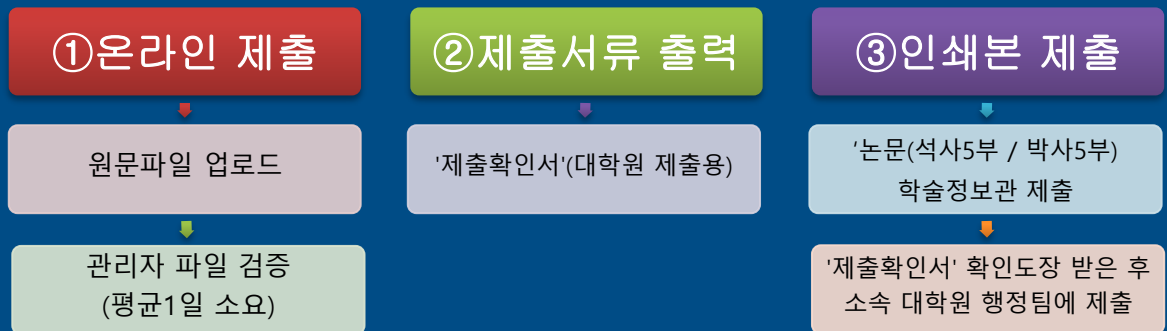 ①온라인 제출
원문파일 업로드
관리자 파일 검증
(평균1일 소요)
②제출서류 출력
'제출확인서'(대학원 제출용)
③인쇄본 제출
‘논문(석사5부 / 박사5부)
학술정보관 제출
'제출확인서' 확인도장 받은 후
소속 대학원 행정팀에 제출